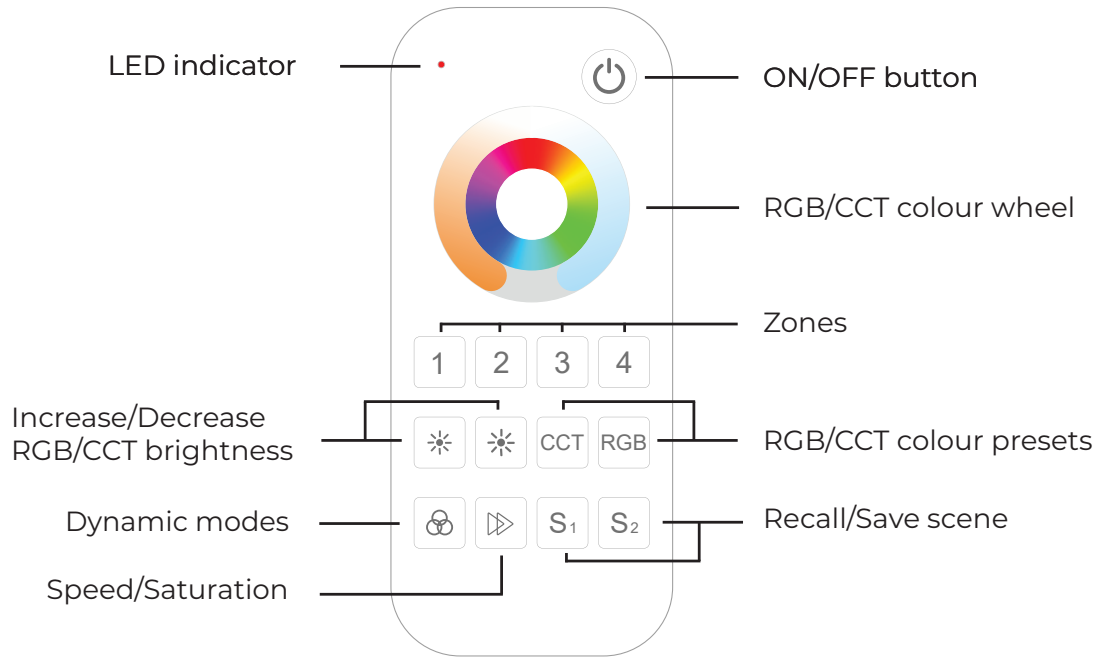 LED indicator
ON/OFF button
RGB/CCT colour wheel
Zones
1 2 3 4
Increase/Decrease
RGB/CCT brightness
CCT RGB
RGB/CCT colour presets
Dynamic modes
S1 S2
Recall/Save scene
Speed/Saturation